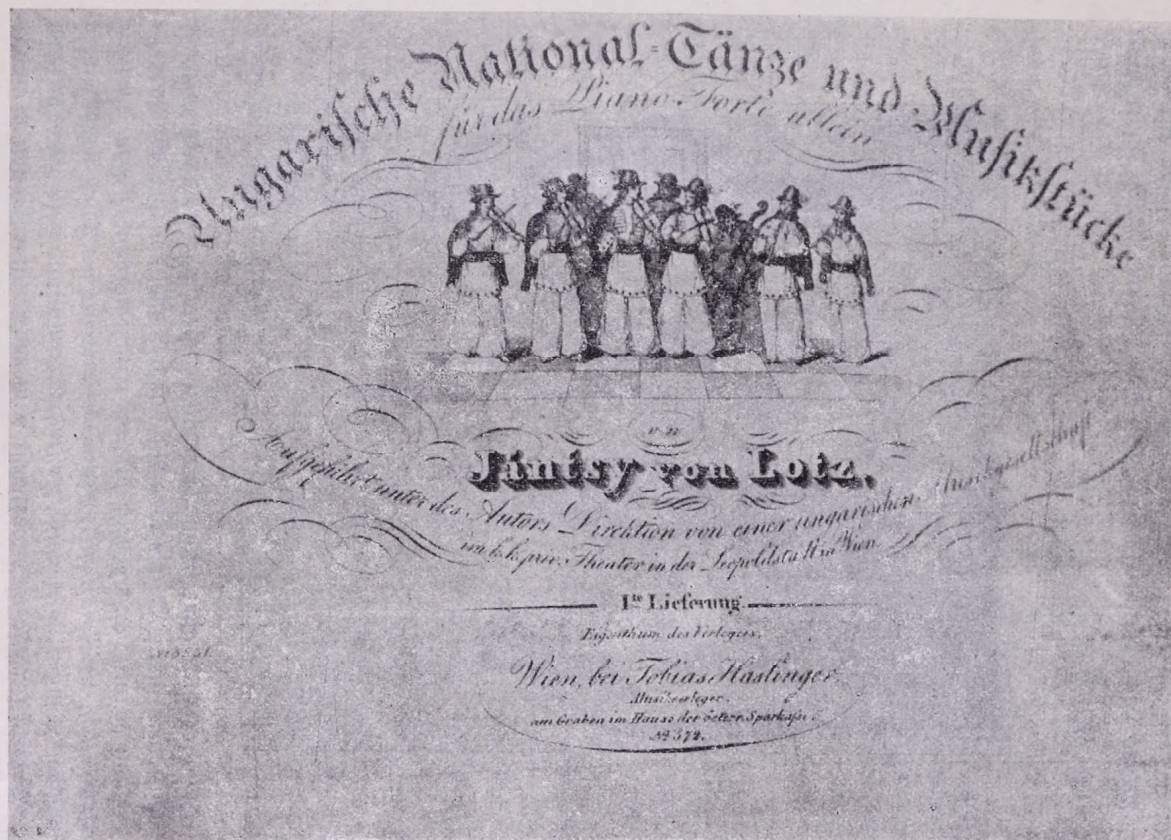 Ungarische National-Tänze und Musikstücke
für das Piano-Forte allein
von
Jántsy von Lotz.
Aufgeführt unter des Autors Direktion von einer ungarischen Musikgesellschaft
im k.k. priv. Theater in der Leopoldstadt in Wien
1te Lieferung.
Eigenthum des Verlegers.
Wien, bei Tobias Haslinger
Musikverleger.
am Graben im Hause der österr. Sparkasse.
No. 572.